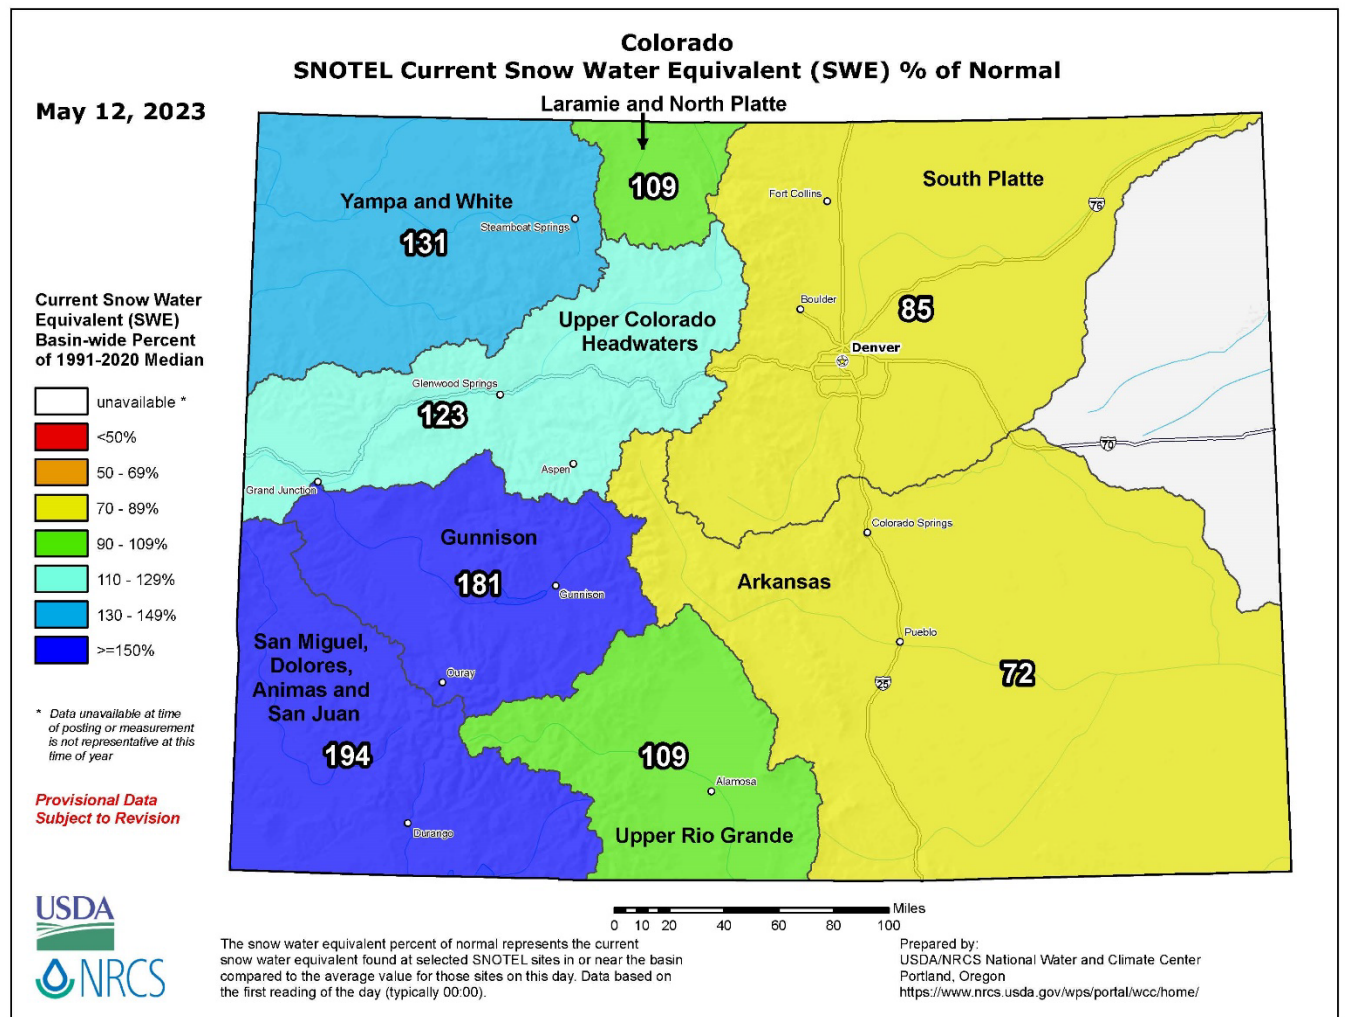 Colorado
SNOTEL Current Snow Water Equivalent (SWE) % of Normal
May 12, 2023
Laramie and North Platte
109
Yampa and White
131
Steamboat Springs
South Platte
Fort Collins
76
Boulder
85
Denver
Upper Colorado
Headwaters
Glenwood Springs
123
Aspen
Grand Junction
70
Gunnison
181
Gunnison
Colorado Springs
Arkansas
Pueblo
72
25
San Miguel,
Dolores,
Animas and
San Juan
194
Ouray
Durango
109
Alamosa
Upper Rio Grande
Current Snow Water
Equivalent (SWE)
Basin-wide Percent
of 1991-2020 Median
unavailable *
<50%
50 - 69%
70 - 89%
90 - 109%
110 - 129%
130 - 149%
>=150%
* Data unavailable at time
of posting or measurement
is not representative at this
time of year
Provisional Data
Subject to Revision
USDA
NRCS
Miles
0 10 20 40 60 80 100
The snow water equivalent percent of normal represents the current
snow water equivalent found at selected SNOTEL sites in or near the basin
compared to the average value for those sites on this day. Data based on
the first reading of the day (typically 00:00).
Prepared by:
USDA/NRCS National Water and Climate Center
Portland, Oregon
https://www.nrcs.usda.gov/wps/portal/wcc/home/